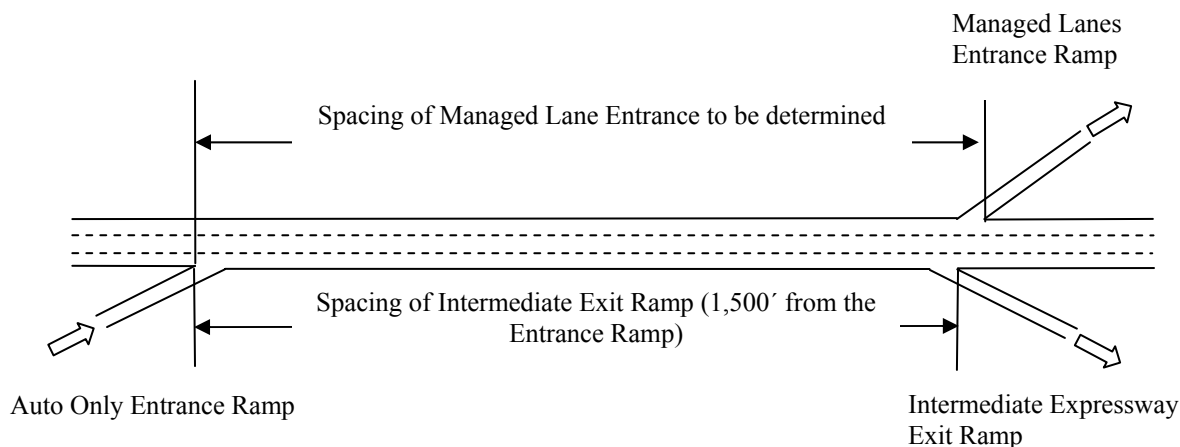 Managed Lanes
Entrance Ramp
Spacing of Managed Lane Entrance to be determined
Spacing of Intermediate Exit Ramp (1,500´ from the
Entrance Ramp)
Auto Only Entrance Ramp
Intermediate Expressway
Exit Ramp